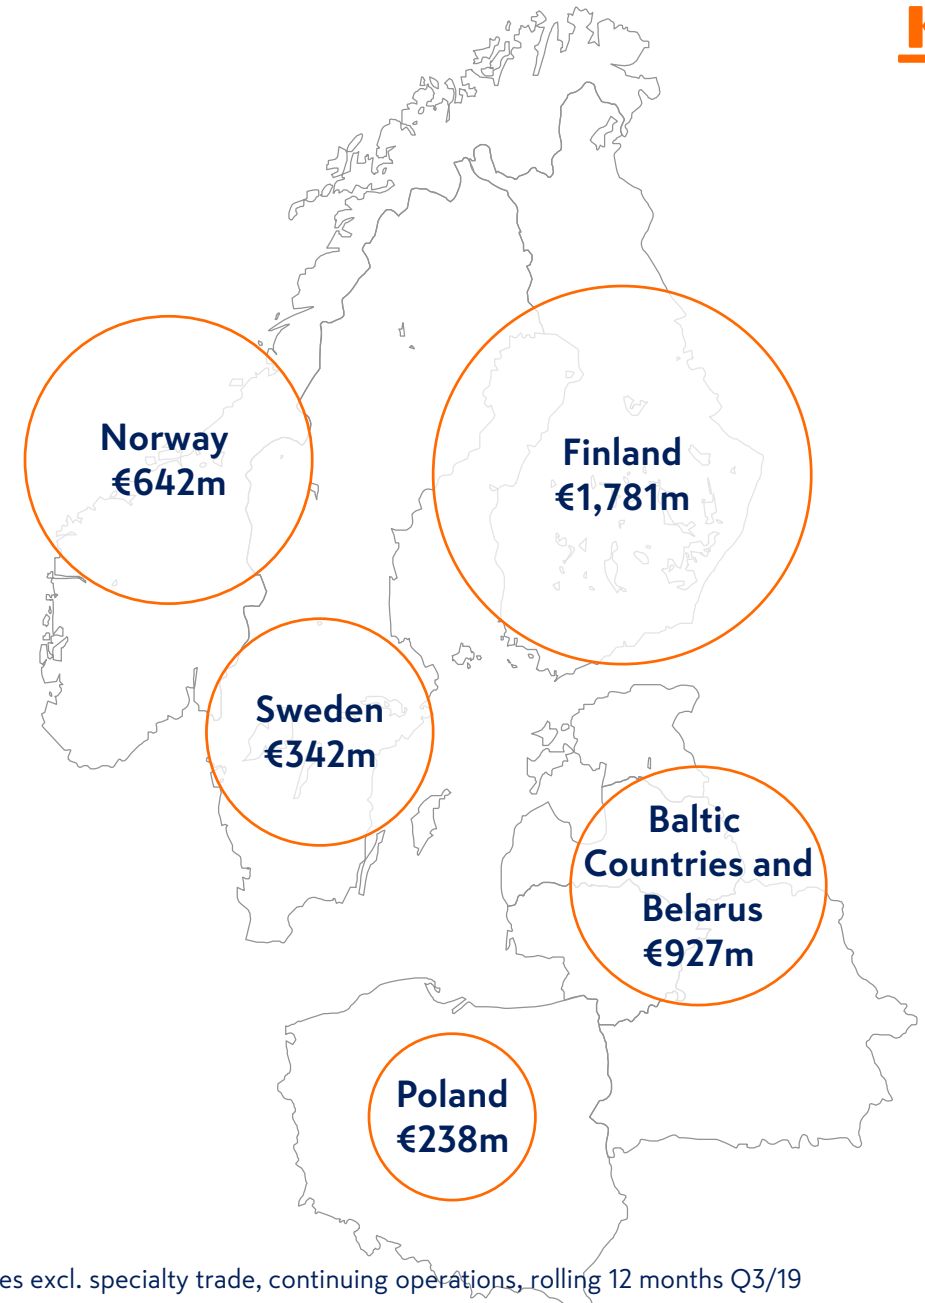 Norway
€642m
Finland
€1,781m
Sweden
€342m
Baltic
Countries and
Belarus
€927m
Poland
€238m
excl. specialty trade, continuing operations, rolling 12 months Q3/19